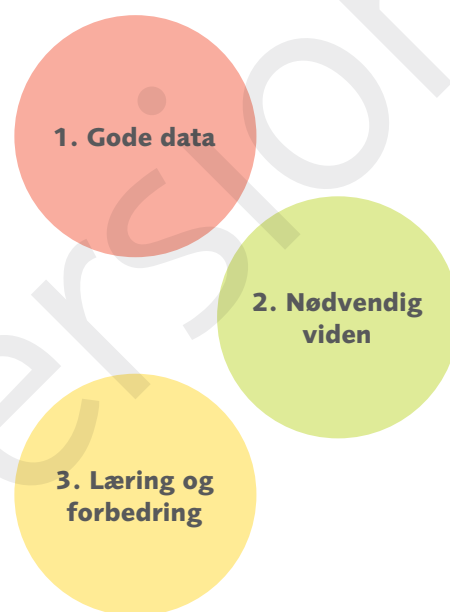 1. Gode data
2. Nødvendig
viden
3. Læring og
forbedring